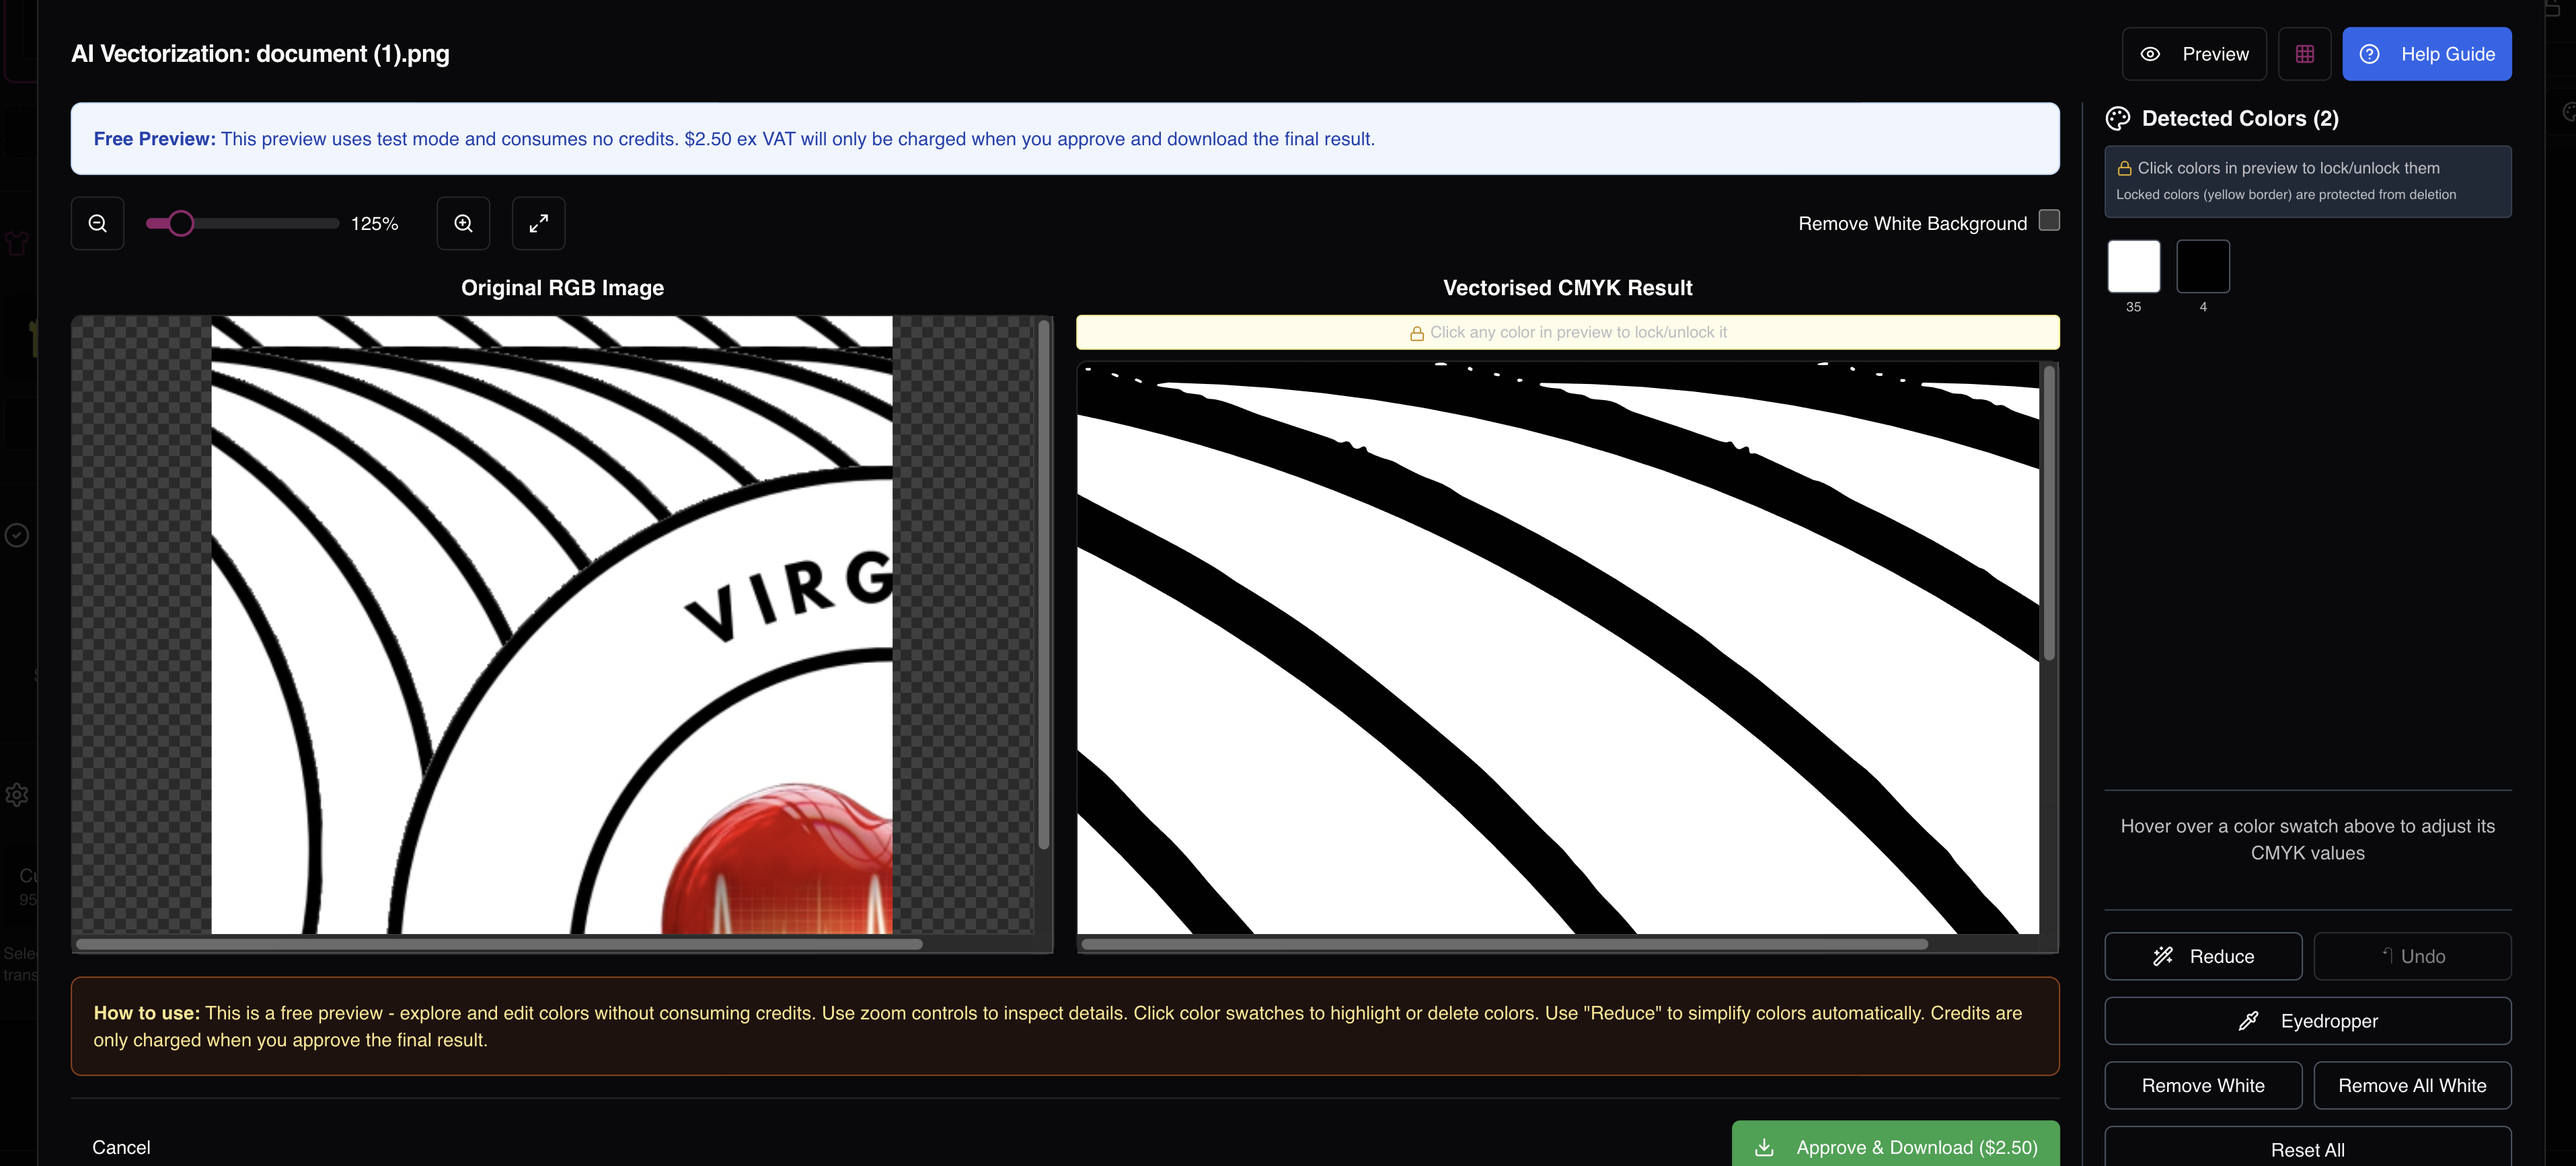 AI Vectorization: document (1).png
Preview
Help Guide
Free Preview: This preview uses test mode and consumes no credits. $2.50 ex VAT will only be charged when you approve and download the final result.
125%
Remove White Background
Original RGB Image
Vectorised CMYK Result
Click any color in preview to lock/unlock it
VIRG
How to use: This is a free preview - explore and edit colors without consuming credits. Use zoom controls to inspect details. Click color swatches to highlight or delete colors. Use "Reduce" to simplify colors automatically. Credits are
only charged when you approve the final result.
Cancel
Approve & Download ($2.50)
Detected Colors (2)
Click colors in preview to lock/unlock them
Locked colors (yellow border) are protected from deletion
35
4
Hover over a color swatch above to adjust its
CMYK values
Reduce
Undo
Eyedropper
Remove White
Remove All White
Reset All
Cu
95
Sele
trans